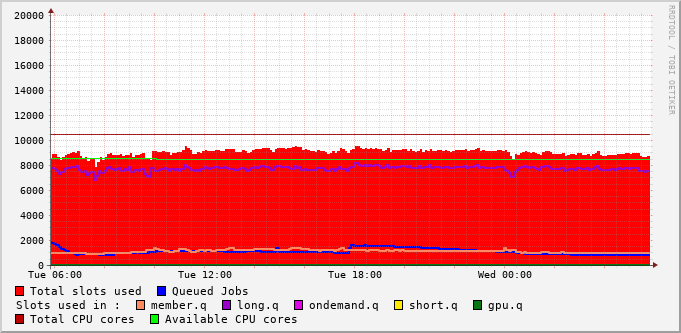 20000
18000
16000
14000
12000
10000
8000
6000
4000
2000
0
Tue 06:00 Tue 12:00 Tue 18:00 Wed 00:00
RRDTOOL / TOBI OETIKER
Total slots used Queued Jobs
Slots used in : member.q long.q ondemand.q short.q gpu.q
Total CPU cores Available CPU cores